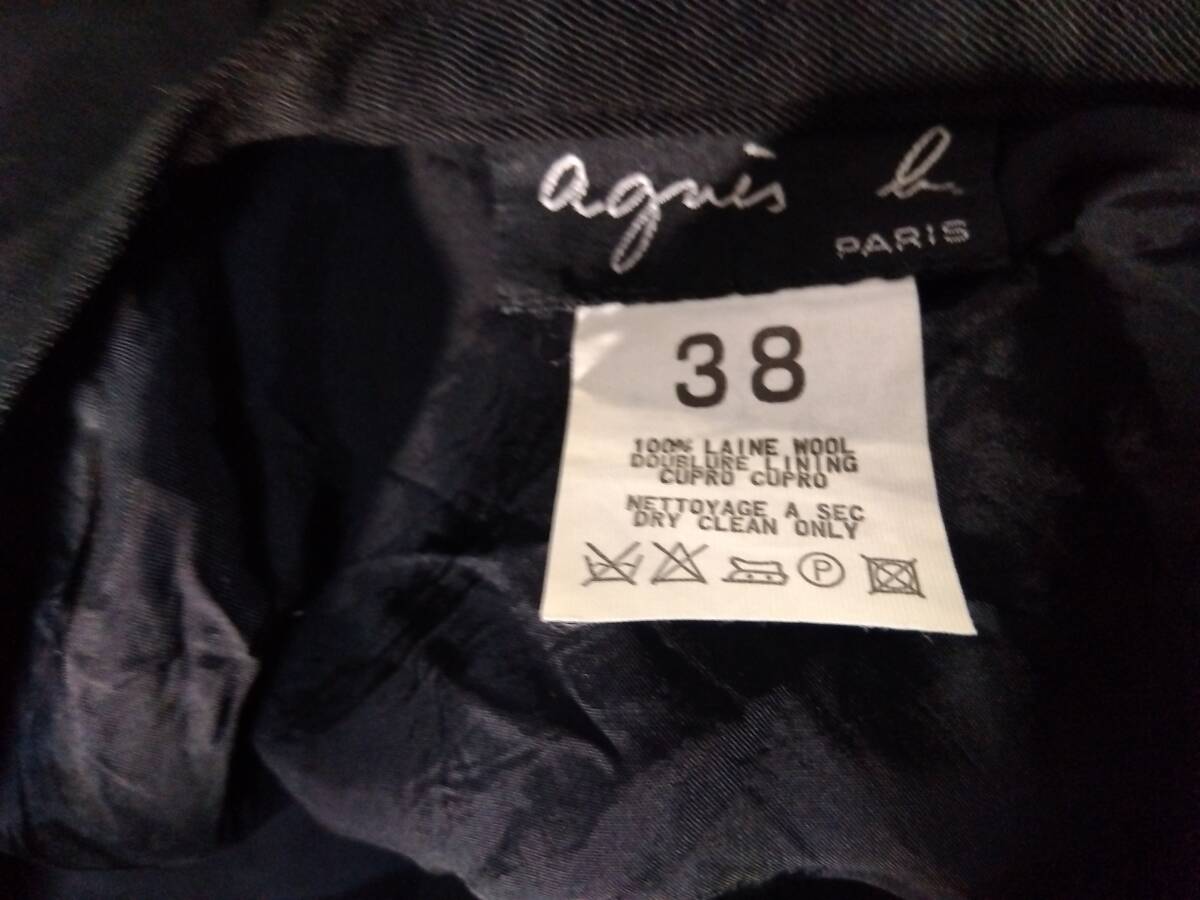 agnès b.
PARIS
38
100% LAINE WOOL
DOUBLURE LINING
CUPRO CUPRO
NETTOYAGE A SEC
DRY CLEAN ONLY
P